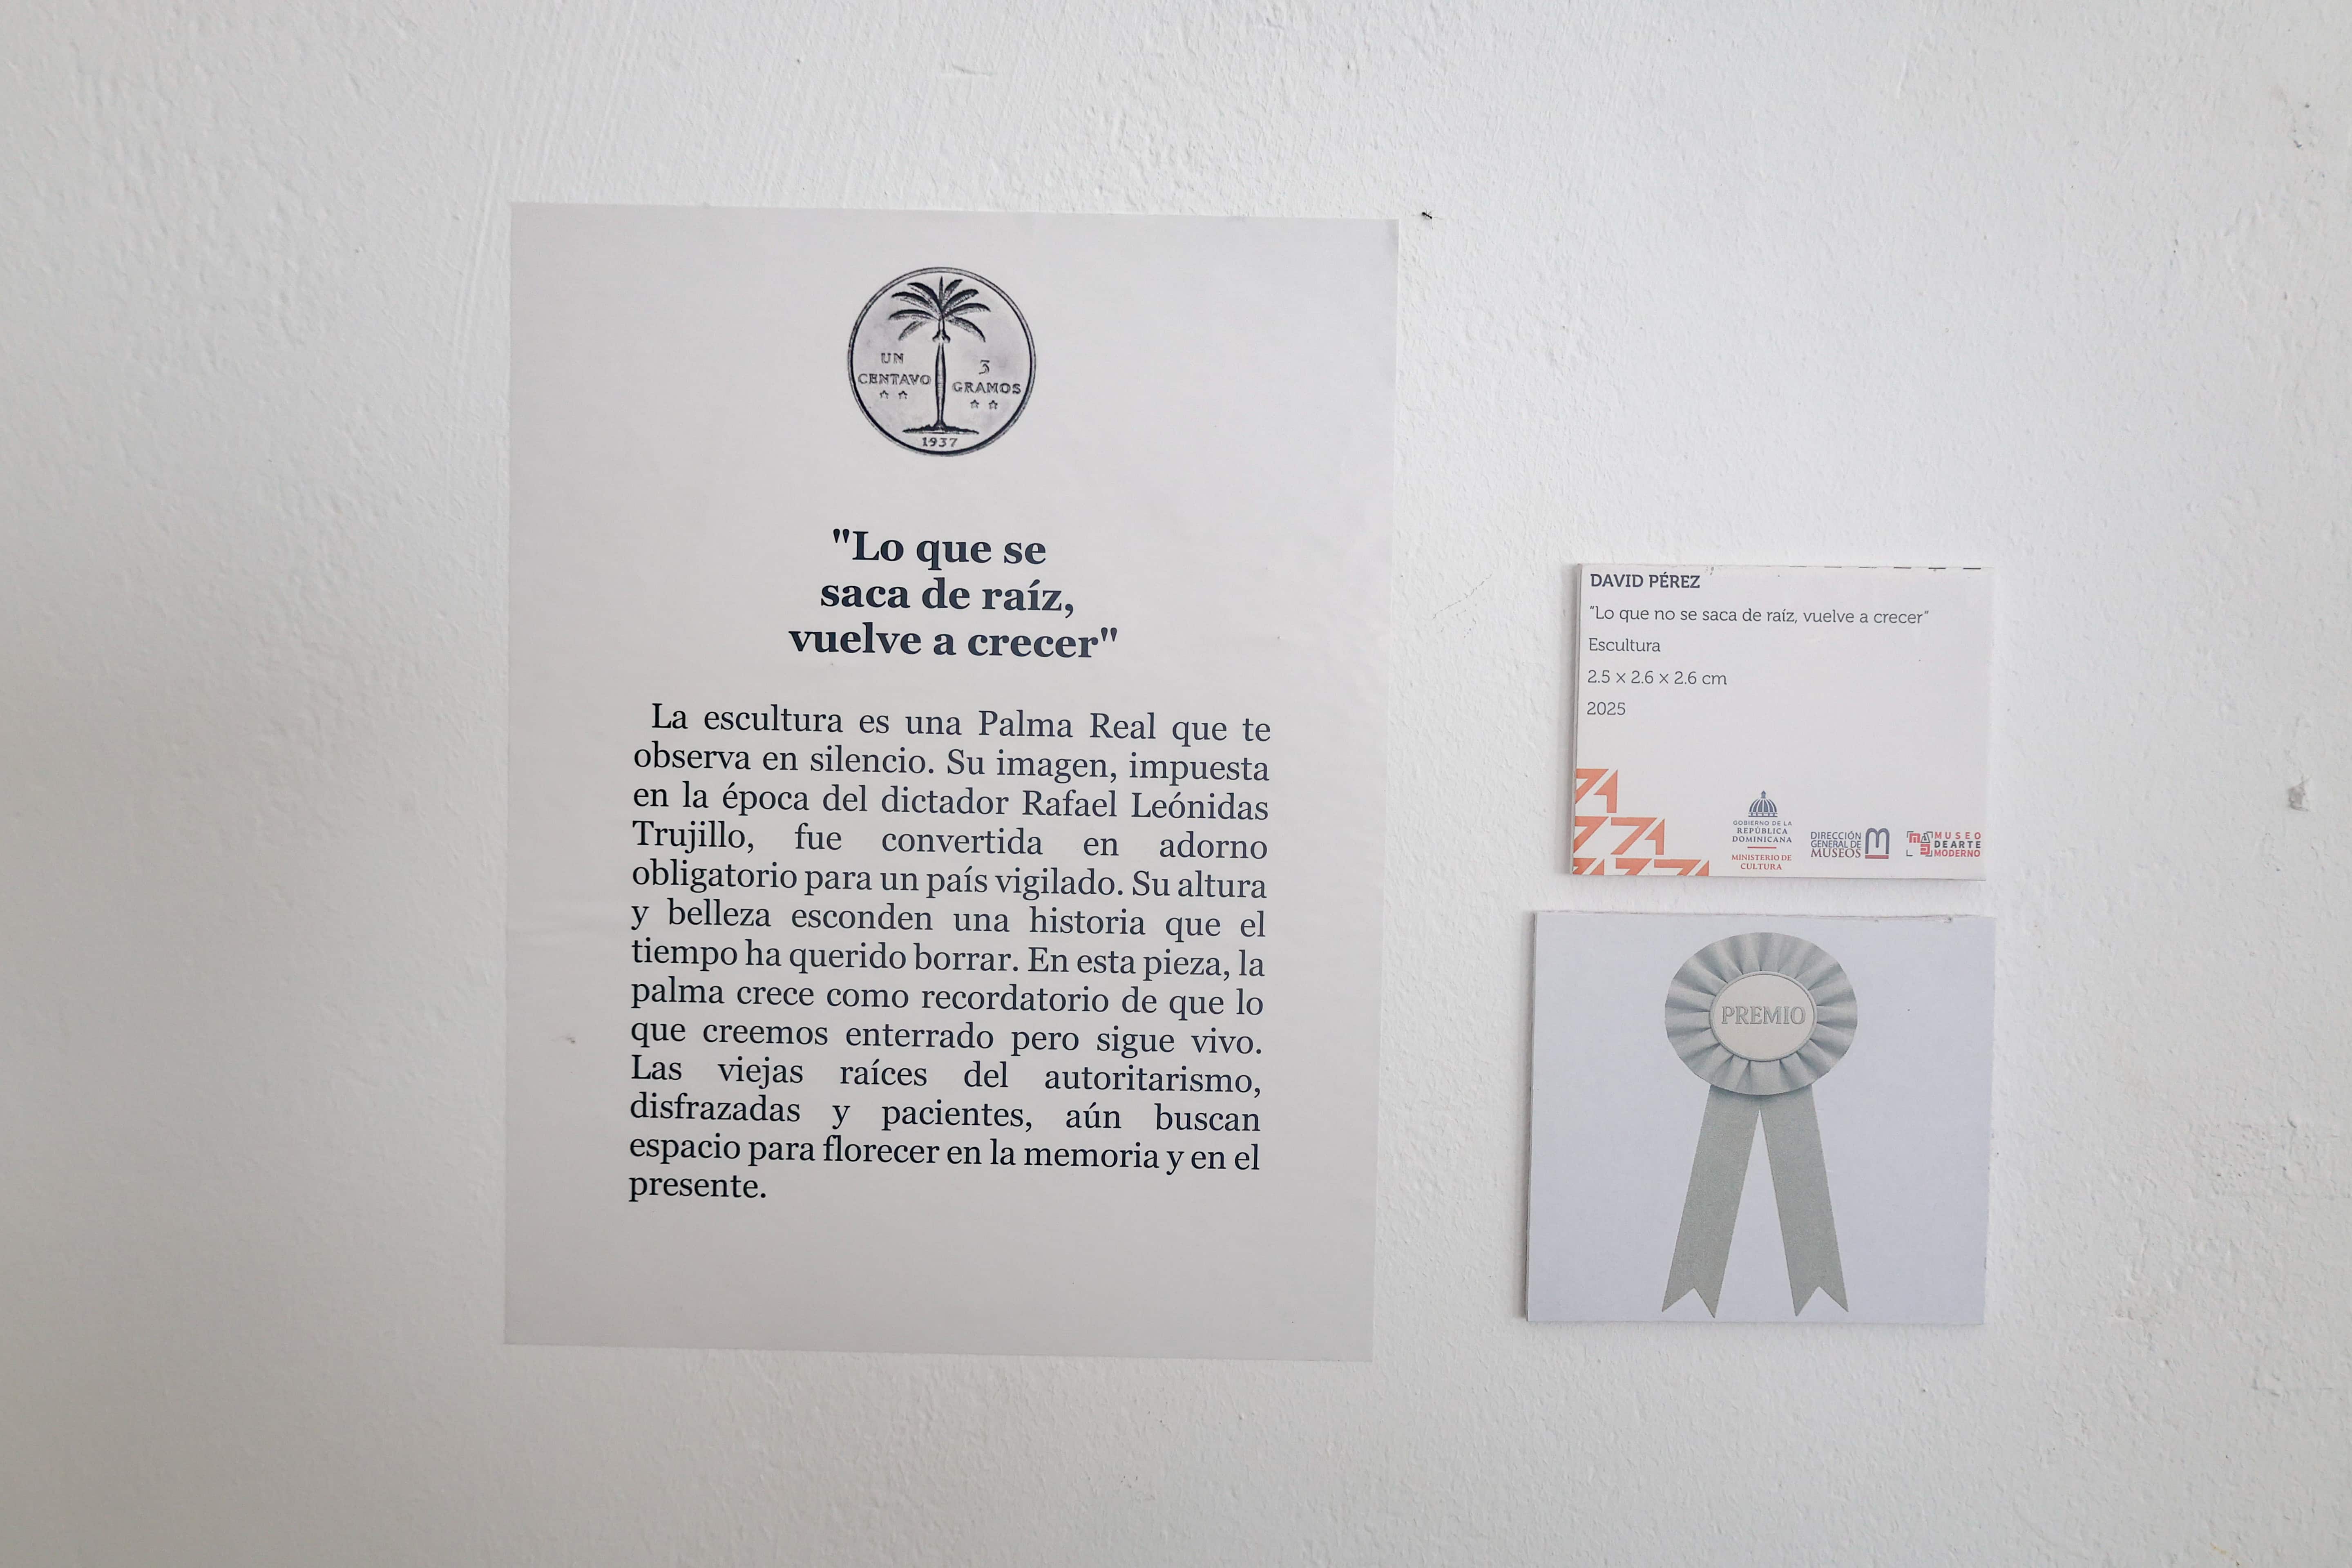 UN
CENTAVO
3
GRAMOS
1937
"Lo que se
saca de raíz,
vuelve a crecer"
La escultura es una Palma Real que te
observa en silencio. Su imagen, impuesta
en la época del dictador Rafael Leónidas
Trujillo, fue convertida en adorno
obligatorio para un país vigilado. Su altura
y belleza esconden una historia que el
tiempo ha querido borrar. En esta pieza, la
palma crece como recordatorio de que lo
que creemos enterrado pero sigue vivo.
Las viejas raíces del autoritarismo,
disfrazadas y pacientes, aún buscan
espacio para florecer en la memoria y en el
presente.
DAVID PÉREZ
"Lo que no se saca de raíz, vuelve a crecer"
Escultura
2.5 x 2.6 x 2.6 cm
2025
GOBIERNO DE LA
REPÚBLICA
DOMINICANA
MINISTERIO DE
CULTURA
DIRECCIÓN
GENERAL DE
MUSEOS
MUSEO
DE ARTE
MODERNO
PREMIO